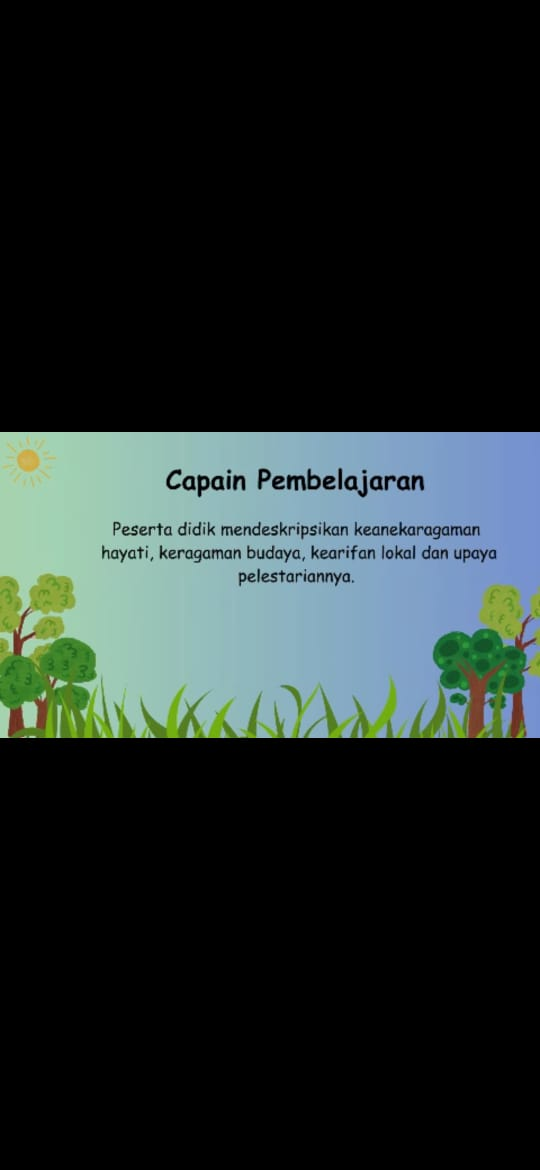 Capain Pembelajaran
Peserta didik mendeskripsikan keanekaragaman
hayati, keragaman budaya, kearifan lokal dan upaya
pelestariannya.